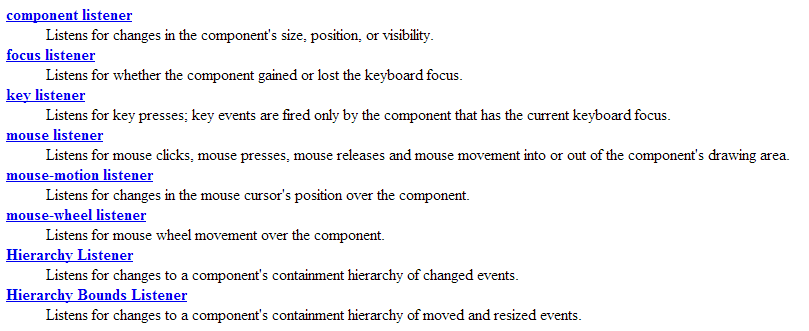 component listener
Listens for changes in the component's size, position, or visibility.
focus listener
Listens for whether the component gained or lost the keyboard focus.
key listener
Listens for key presses; key events are fired only by the component that has the current keyboard focus.
mouse listener
Listens for mouse clicks, mouse presses, mouse releases and mouse movement into or out of the component's drawing area.
mouse-motion listener
Listens for changes in the mouse cursor's position over the component.
mouse-wheel listener
Listens for mouse wheel movement over the component.
Hierarchy Listener
Listens for changes to a component's containment hierarchy of changed events.
Hierarchy Bounds Listener
Listens for changes to a component's containment hierarchy of moved and resized events.